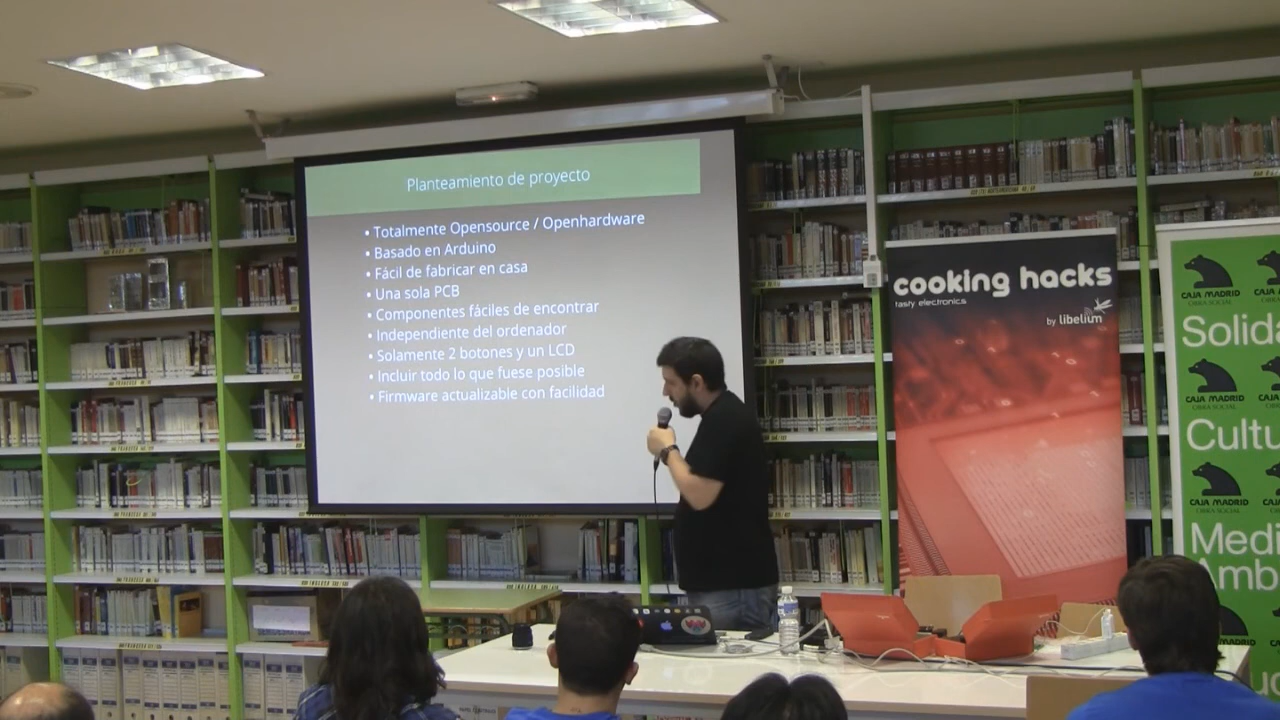 Planteamiento de proyecto
• Totalmente Opensource / Openhardware
• Basado en Arduino
• Fácil de fabricar en casa
• Una sola PCB
• Componentes fáciles de encontrar
• Independiente del ordenador
• Solamente 2 botones y un LCD
• Incluir todo lo que fuese posible
• Firmware actualizable con facilidad
cooking hacks
tasty electronics
by libelium
CAJA MADRID
OBRA SOCIAL
CAJA
Solida
CAJA MADRID
OBRA SOCIAL
Cultu
CAJA MADRID
OBRA SOCIAL
Medi
Amb